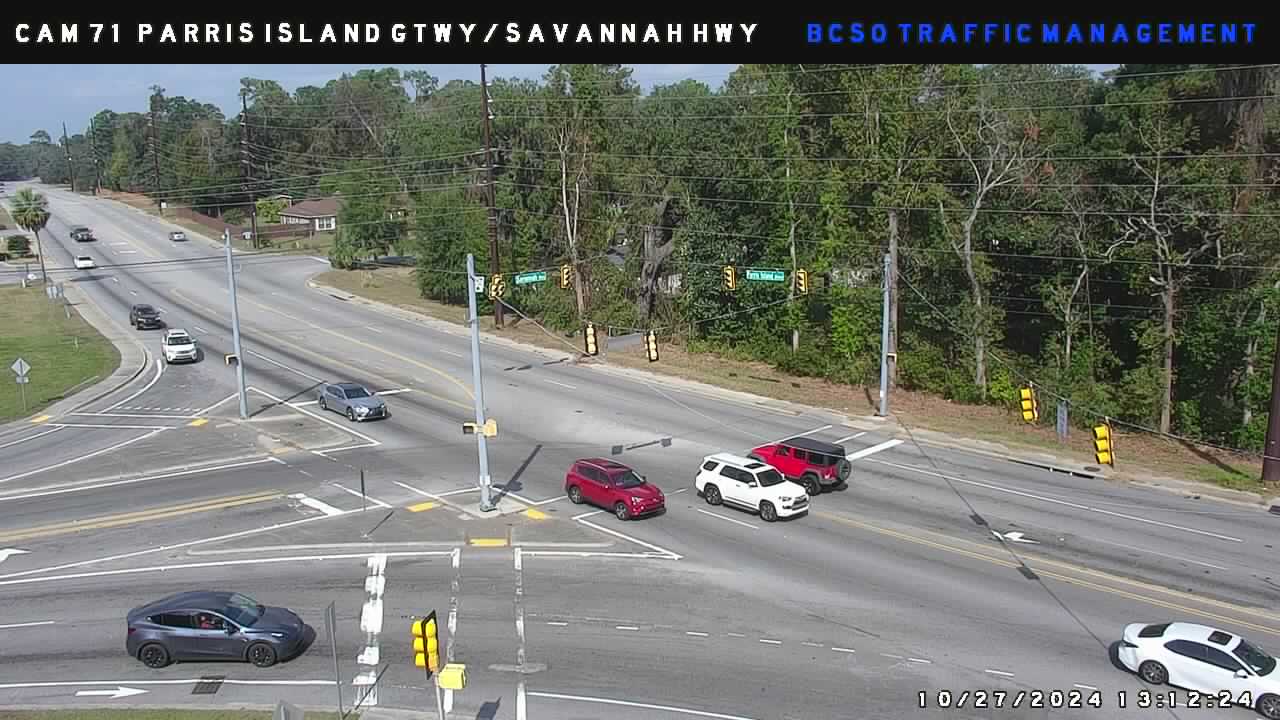 CAM 71 PARRIS ISLAND GTWY/SAVANNAH HWY
BCSO TRAFFIC MANAGEMENT
10/27/2024 13:12:24